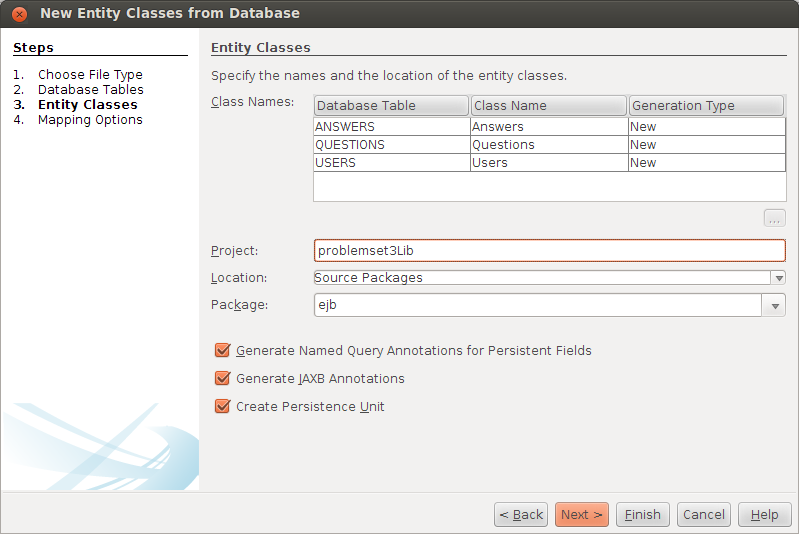 New Entity Classes from Database
Steps
1. Choose File Type
2. Database Tables
3. Entity Classes
4. Mapping Options
Entity Classes
Specify the names and the location of the entity classes.
Class Names:
Database Table Class Name Generation Type
ANSWERS Answers New
QUESTIONS Questions New
USERS Users New
...
Project: problemset3Lib
Location: Source Packages
Package: ejb
Generate Named Query Annotations for Persistent Fields
Generate JAXB Annotations
Create Persistence Unit
< Back Next > Finish Cancel Help